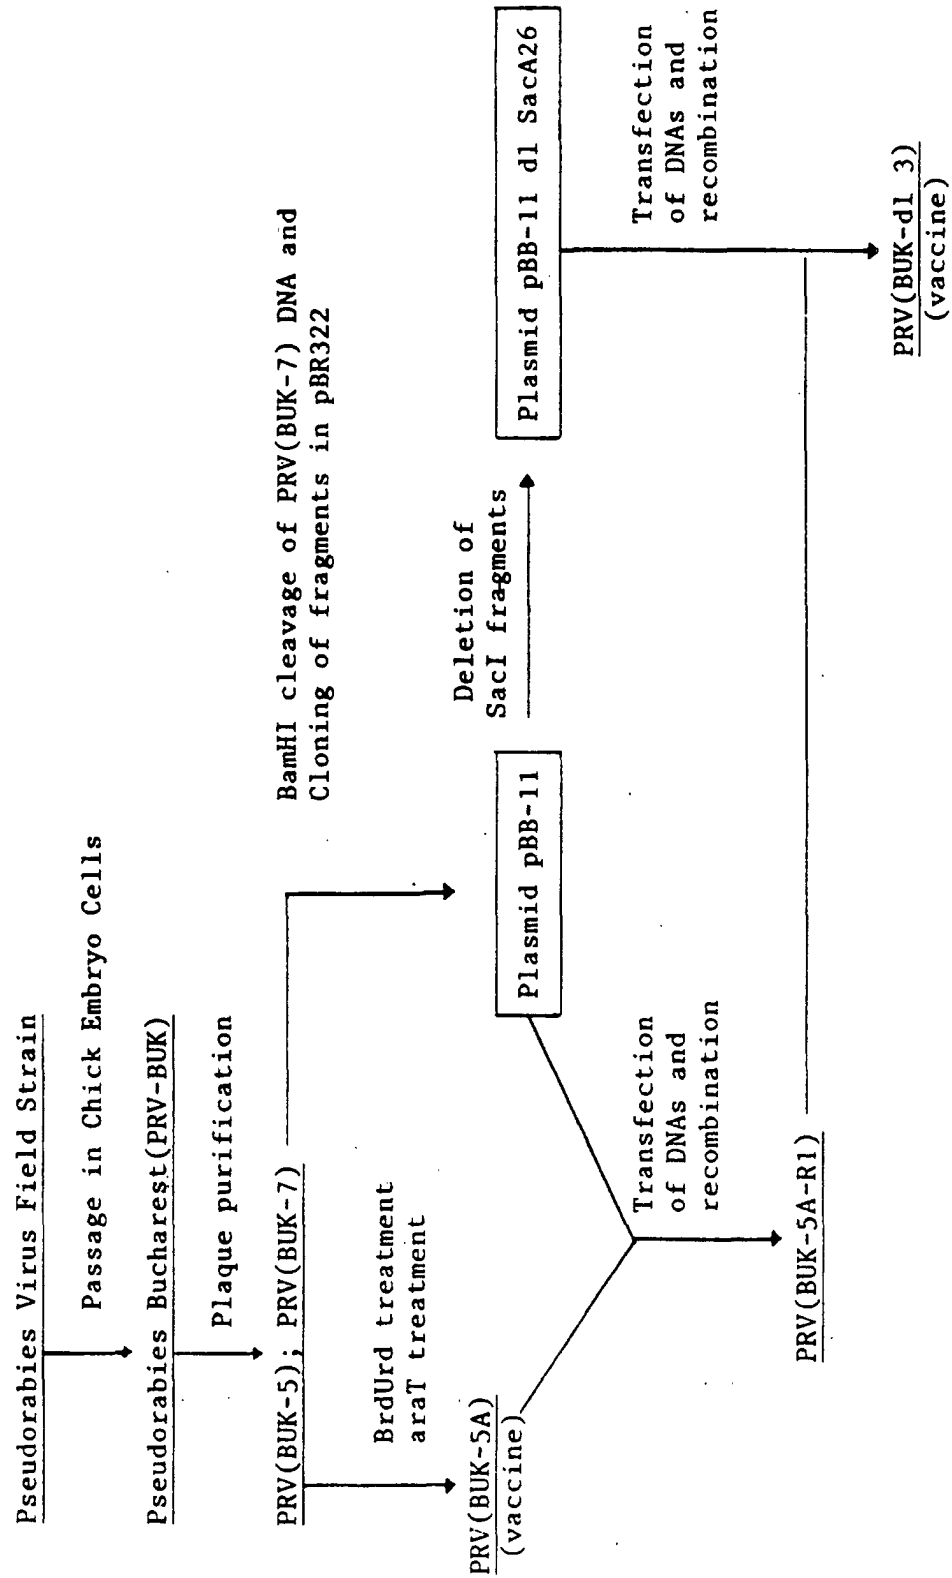 Pseudorabies Virus Field Strain
Passage in Chick Embryo Cells
Pseudorabies Bucharest(PRV-BUK)
Plaque purification
PRV(BUK-5); PRV(BUK-7)
BrdUrd treatment
araT treatment
BamHI cleavage of PRV(BUK-7) DNA and
Cloning of fragments in pBR322
PRV(BUK-5A)
(vaccine)
Plasmid pBB-11
Deletion of
SacI fragments
Plasmid pBB-11 dl SacA26
Transfection
of DNAs and
recombination
Transfection
of DNAs and
recombination
PRV(BUK-5A-R1)
PRV(BUK-dl 3)
(vaccine)